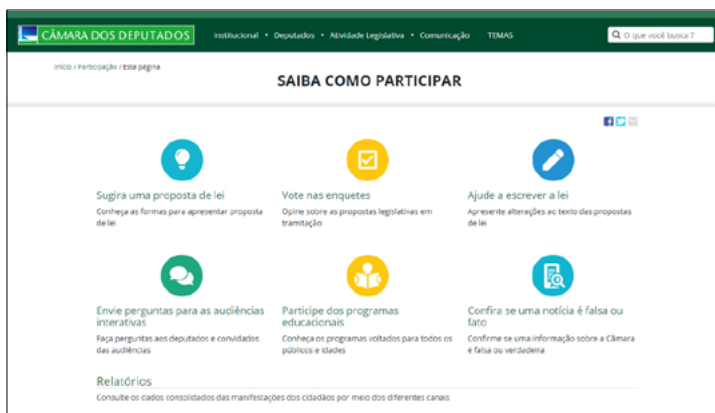 CÂMARA DOS DEPUTADOS
Institucional • Deputados • Atividade Legislativa • Comunicação TEMAS
O que você busca ?
Início / Participação / Esta página
SAIBA COMO PARTICIPAR
Sugira uma proposta de lei
Conheça as formas para apresentar proposta
de lei
Vote nas enquetes
Opine sobre as propostas legislativas em
tramitação
Ajude a escrever a lei
Apresente alterações ao texto das propostas
de lei
Envie perguntas para as audiências
interativas
Faça perguntas aos deputados e convidados
das audiências
Participe dos programas
educacionais
Conheça os programas voltados para todos os
públicos e idades
Confira se uma notícia é falsa ou
fato
Confirme se uma informação sobre a Câmara
é falsa ou verdadeira
Relatórios
Consulte os dados consolidados das manifestações dos cidadãos por meio dos diferentes canais